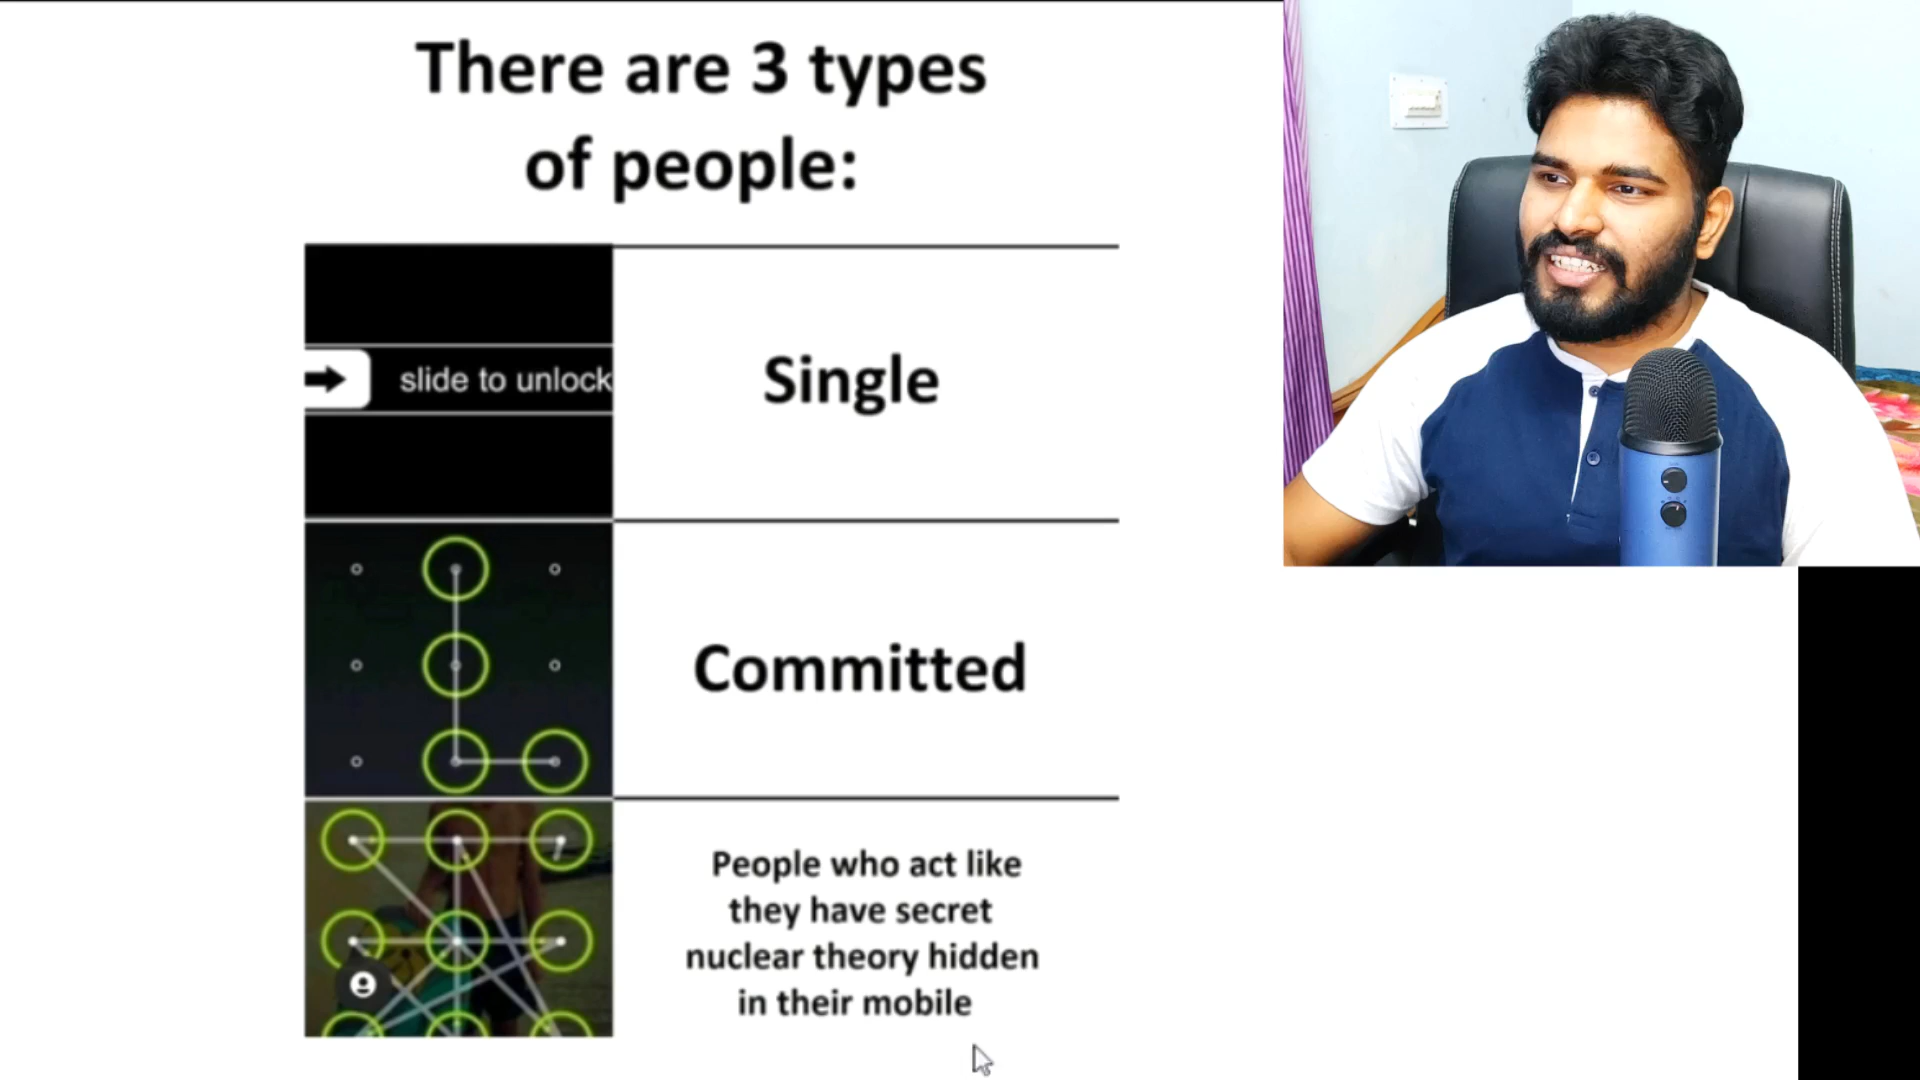 There are 3 types
of people:
slide to unlock
Single
Committed
People who act like
they have secret
nuclear theory hidden
in their mobile